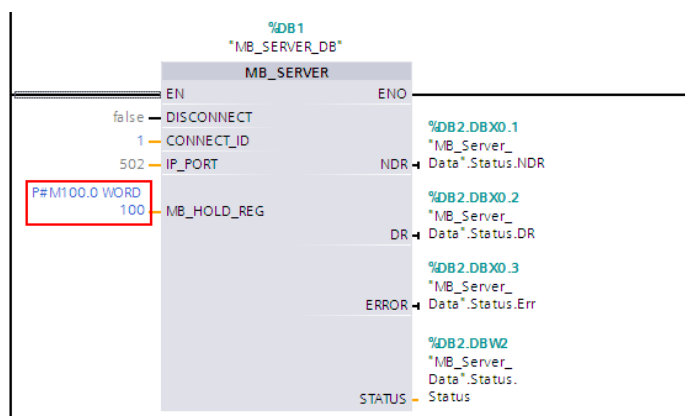 %DB1
"MB_SERVER_DB"
MB_SERVER
EN
ENO
false
DISCONNECT
1
CONNECT_ID
502
IP_PORT
P#M100.0 WORD
100
MB_HOLD_REG
%DB2.DBX0.1
"MB_Server_
NDR
Data".Status.NDR
%DB2.DBX0.2
"MB_Server_
DR
Data".Status.DR
%DB2.DBX0.3
"MB_Server_
ERROR
Data".Status.Err
%DB2.DBW2
"MB_Server_
Data".Status.
STATUS
Status